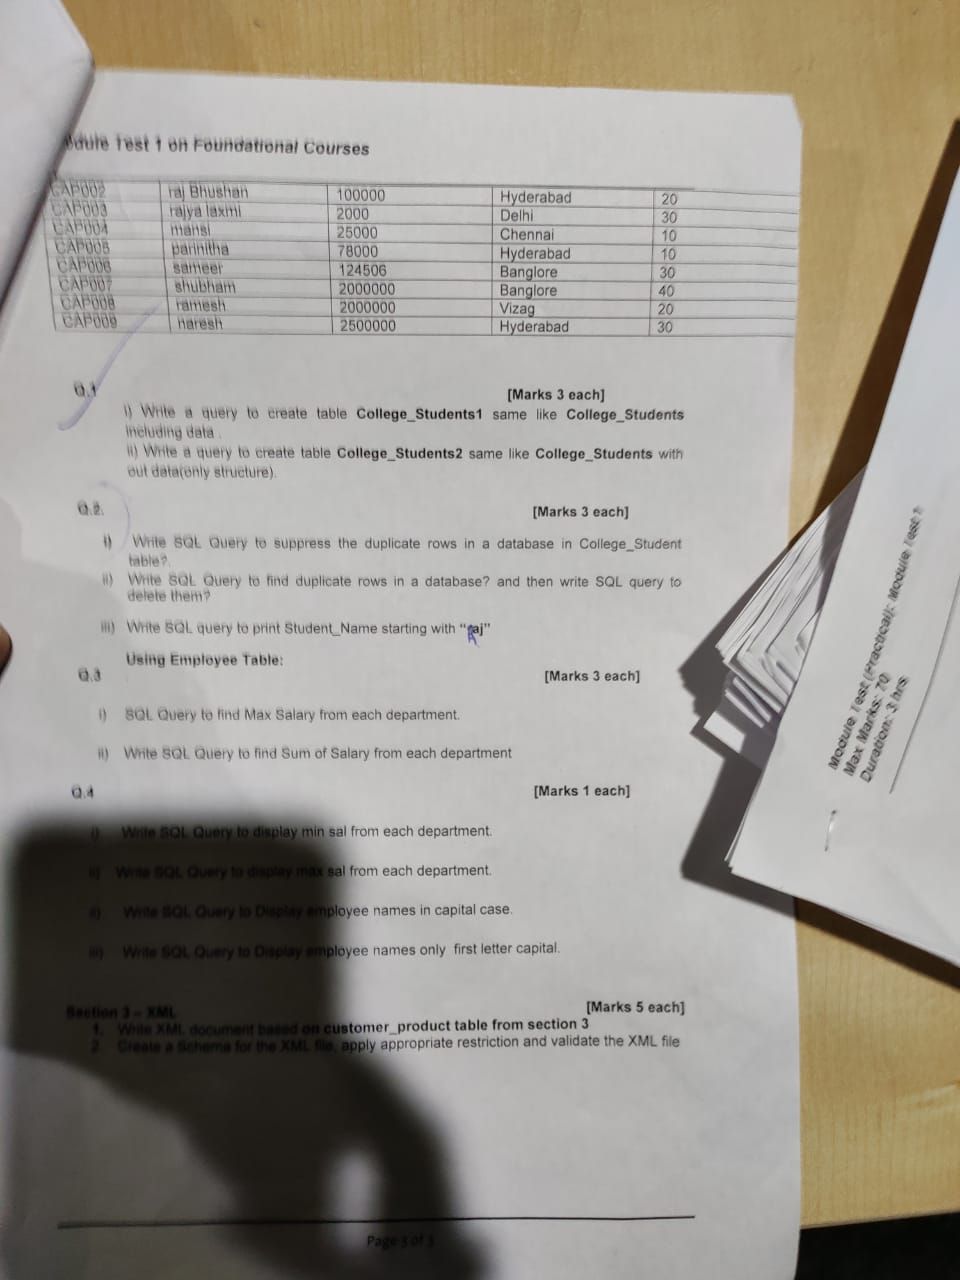 Module Test 1 on Foundational Courses
CAP002 raj Bhushan 100000 Hyderabad 20
CAP003 rajya laxmi 2000 Delhi 30
CAP004 mansi 25000 Chennai 10
CAP005 parinitha 78000 Hyderabad 10
CAP006 sameer 124506 Banglore 30
CAP007 shubham 2000000 Banglore 40
CAP008 ramesh 2000000 Vizag 20
CAP009 naresh 2500000 Hyderabad 30
Q.1 [Marks 3 each]
i) Write a query to create table College_Students1 same like College_Students
including data .
ii) Write a query to create table College_Students2 same like College_Students with
out data(only structure).
Q.2. [Marks 3 each]
i) Write SQL Query to suppress the duplicate rows in a database in College_Student
table?.
ii) Write SQL Query to find duplicate rows in a database? and then write SQL query to
delete them?
iii) Write SQL query to print Student_Name starting with “raj”
Using Employee Table:
Q.3 [Marks 3 each]
i) SQL Query to find Max Salary from each department.
ii) Write SQL Query to find Sum of Salary from each department
Q.4 [Marks 1 each]
i) Write SQL Query to display min sal from each department.
ii) Write SQL Query to display max sal from each department.
ii) Write SQL Query to Display employee names in capital case.
iii) Write SQL Query to Display employee names only first letter capital.
Section 3 – XML [Marks 5 each]
1. Write XML document based on customer_product table from section 3
2. Create a Schema for the XML file, apply appropriate restriction and validate the XML file
Page 3 of 3
Module Test (Practical): Module Test 1
Max Marks: 70
Duration: 3 hrs